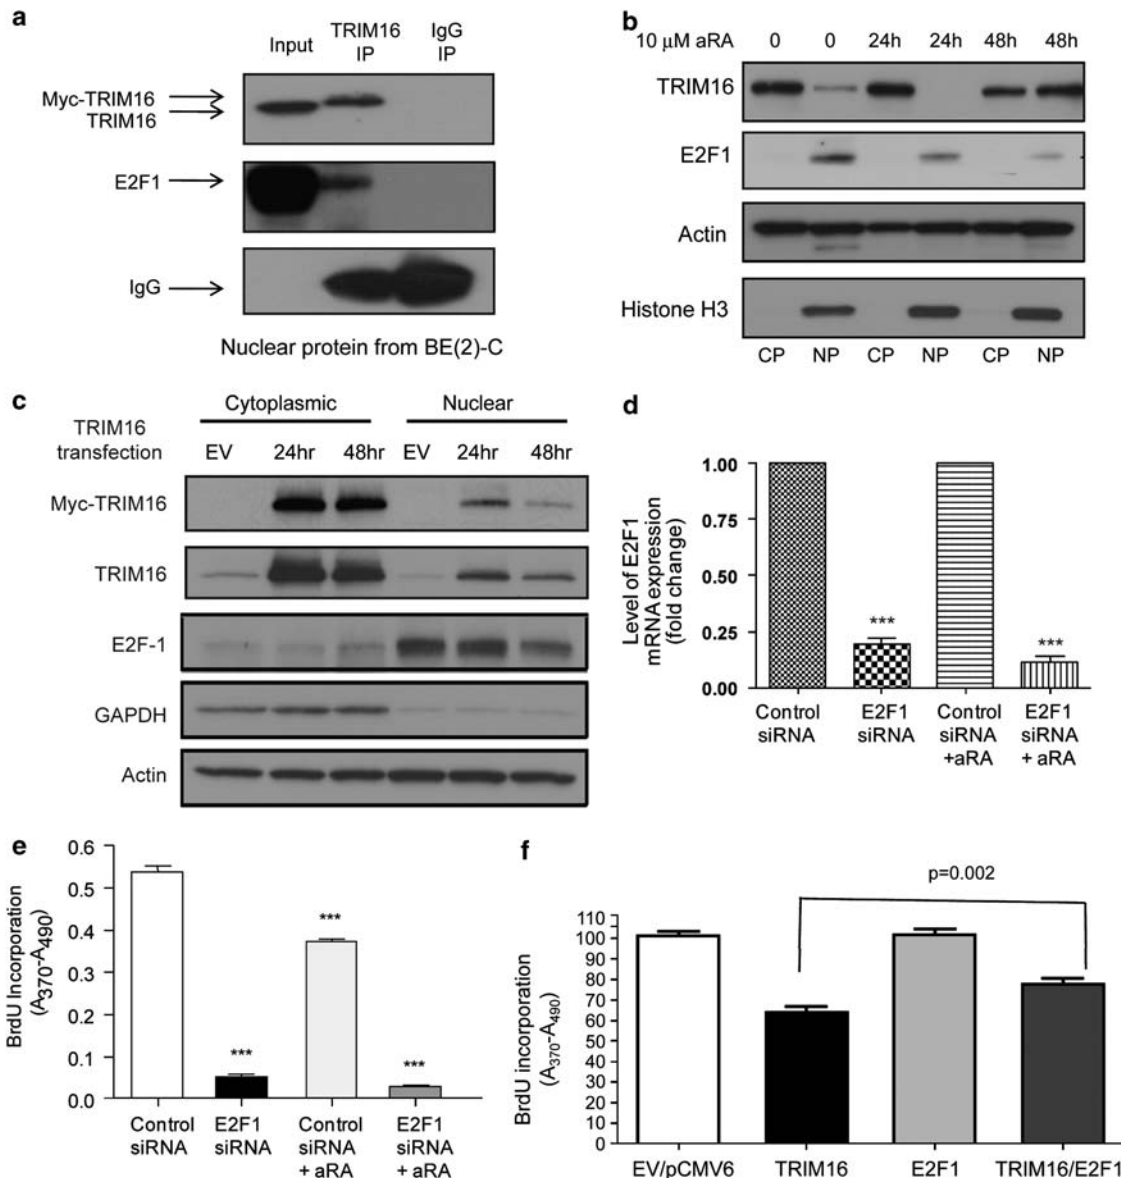 a
Input
TRIM16
IP
IgG
IP
Myc-TRIM16
TRIM16
E2F1
IgG
Nuclear protein from BE(2)-C
b
10 μM aRA 0 0 24h 24h 48h 48h
TRIM16
E2F1
Actin
Histone H3
CP NP CP NP CP NP
c
Cytoplasmic Nuclear
TRIM16
transfection
EV 24hr 48hr EV 24hr 48hr
Myc-TRIM16
TRIM16
E2F-1
GAPDH
Actin
d
Level of E2F1
mRNA expression
(fold change)
1.00
0.75
0.50
0.25
0.00
***
***
Control
siRNA
E2F1
siRNA
Control
siRNA
+aRA
E2F1
siRNA
+ aRA
e
BrdU Incorporation
(A370-A490)
0.6
0.5
0.4
0.3
0.2
0.1
0.0
***
***
***
Control
siRNA
E2F1
siRNA
Control
siRNA
+ aRA
E2F1
siRNA
+ aRA
f
p=0.002
BrdU incorporation
(A370-A490)
110
100
90
80
70
60
50
40
30
20
10
0
EV/pCMV6 TRIM16 E2F1 TRIM16/E2F1